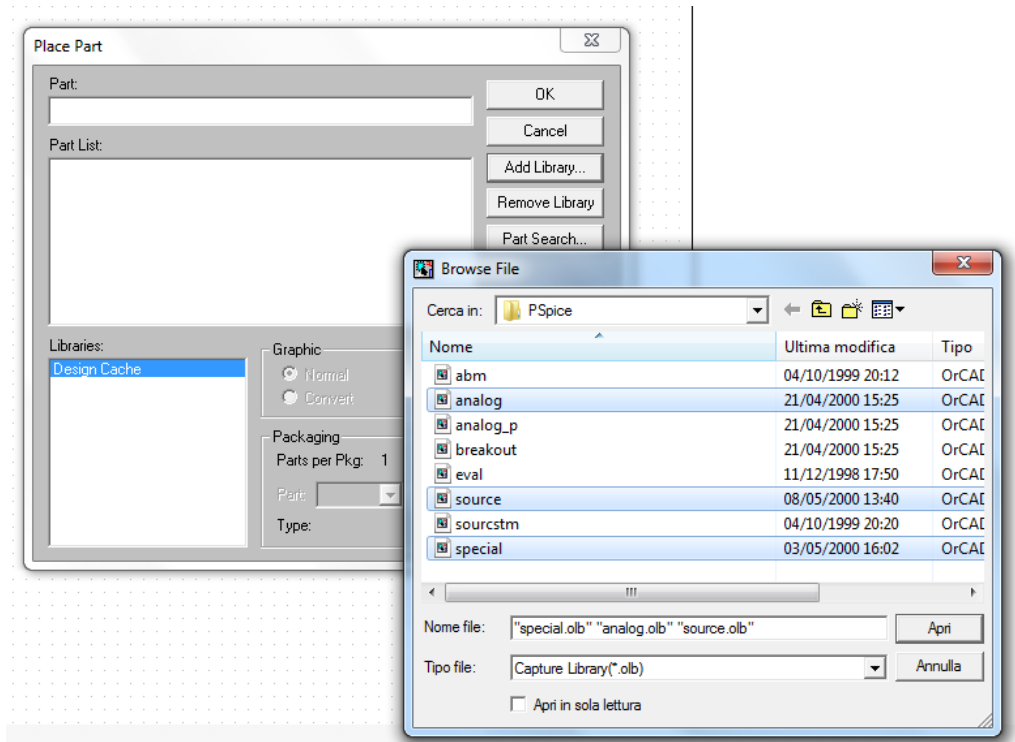 Place Part
Part:
OK
Cancel
Part List:
Add Library...
Remove Library
Part Search...
Libraries:
Design Cache
Graphic
Normal
Convert
Packaging
Parts per Pkg: 1
Part:
Type:
Browse File
Cerca in: PSpice
Nome Ultima modifica Tipo
abm 04/10/1999 20:12 OrCAD
analog 21/04/2000 15:25 OrCAD
analog_p 21/04/2000 15:25 OrCAD
breakout 21/04/2000 15:25 OrCAD
eval 11/12/1998 17:50 OrCAD
source 08/05/2000 13:40 OrCAD
sourcstm 04/10/1999 20:20 OrCAD
special 03/05/2000 16:02 OrCAD
Nome file: "special.olb" "analog.olb" "source.olb" Apri
Tipo file: Capture Library(*.olb) Annulla
Apri in sola lettura